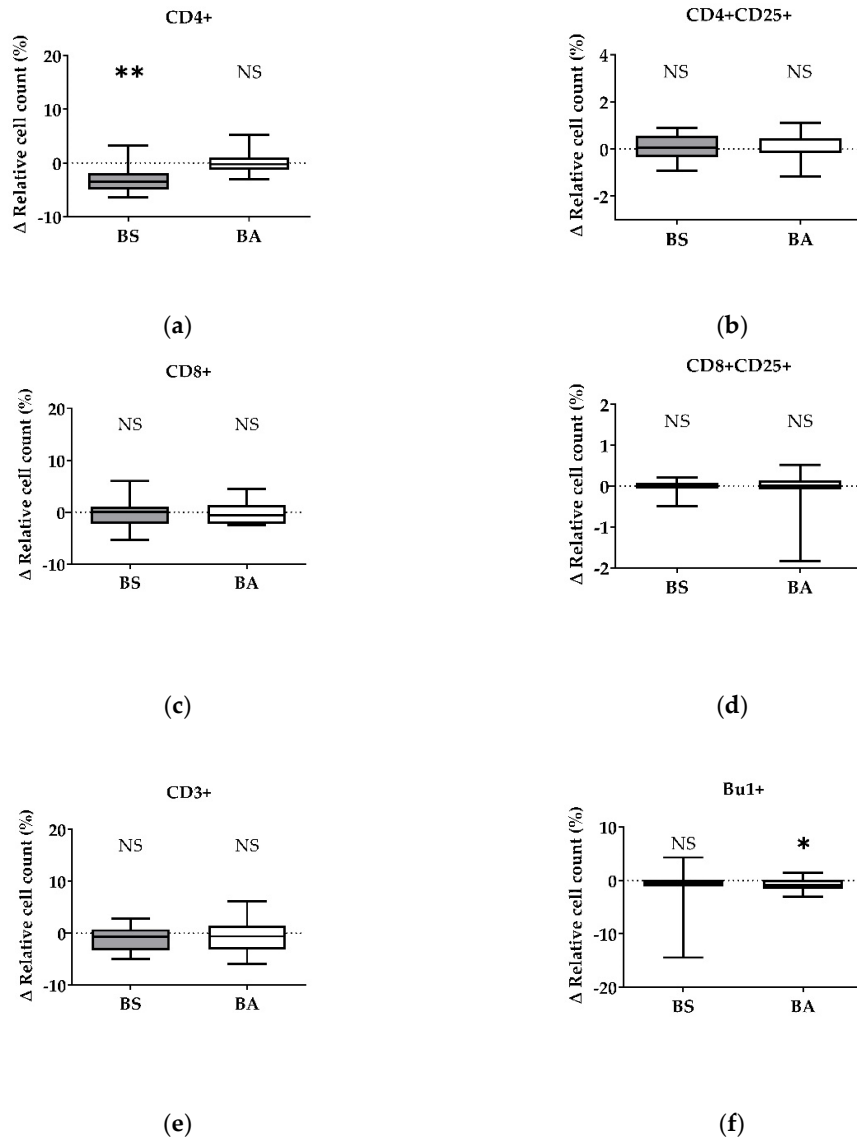 CD4+
Δ Relative cell count (%)
20
10
0
-10
**
NS
BS
BA
(a)
CD4+CD25+
Δ Relative cell count (%)
4
2
0
-2
NS
NS
BS
BA
(b)
CD8+
Δ Relative cell count (%)
20
10
0
-10
NS
NS
BS
BA
(c)
CD8+CD25+
Δ Relative cell count (%)
2
1
0
-1
-2
NS
NS
BS
BA
(d)
CD3+
Δ Relative cell count (%)
20
10
0
-10
NS
NS
BS
BA
(e)
Bu1+
Δ Relative cell count (%)
10
0
-10
-20
NS
*
BS
BA
(f)